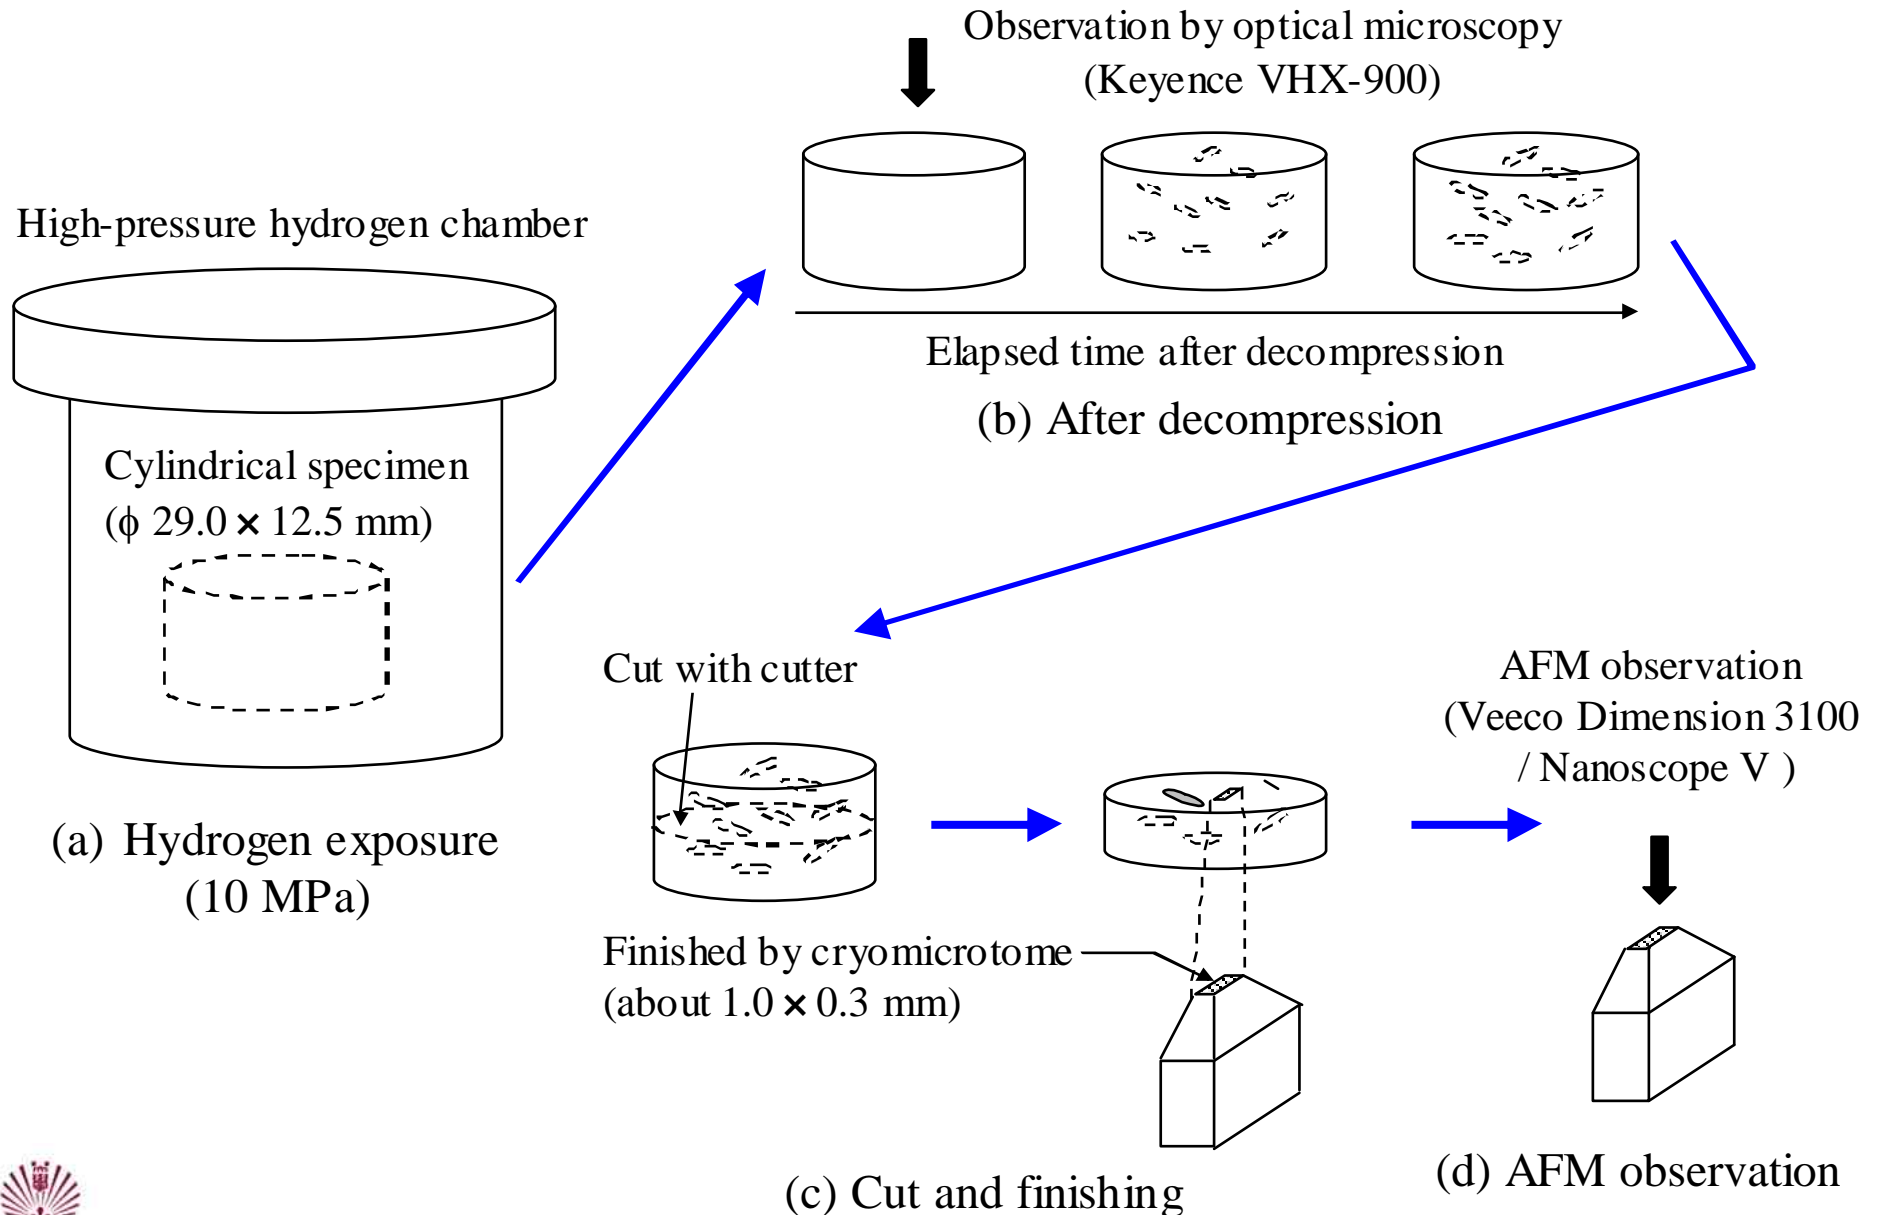 High-pressure hydrogen chamber
Cylindrical specimen
(ϕ 29.0 × 12.5 mm)
(a) Hydrogen exposure
(10 MPa)
Observation by optical microscopy
(Keyence VHX-900)
Elapsed time after decompression
(b) After decompression
Cut with cutter
Finished by cryomicrotome
(about 1.0 × 0.3 mm)
(c) Cut and finishing
AFM observation
(Veeco Dimension 3100
/ Nanoscope V )
(d) AFM observation